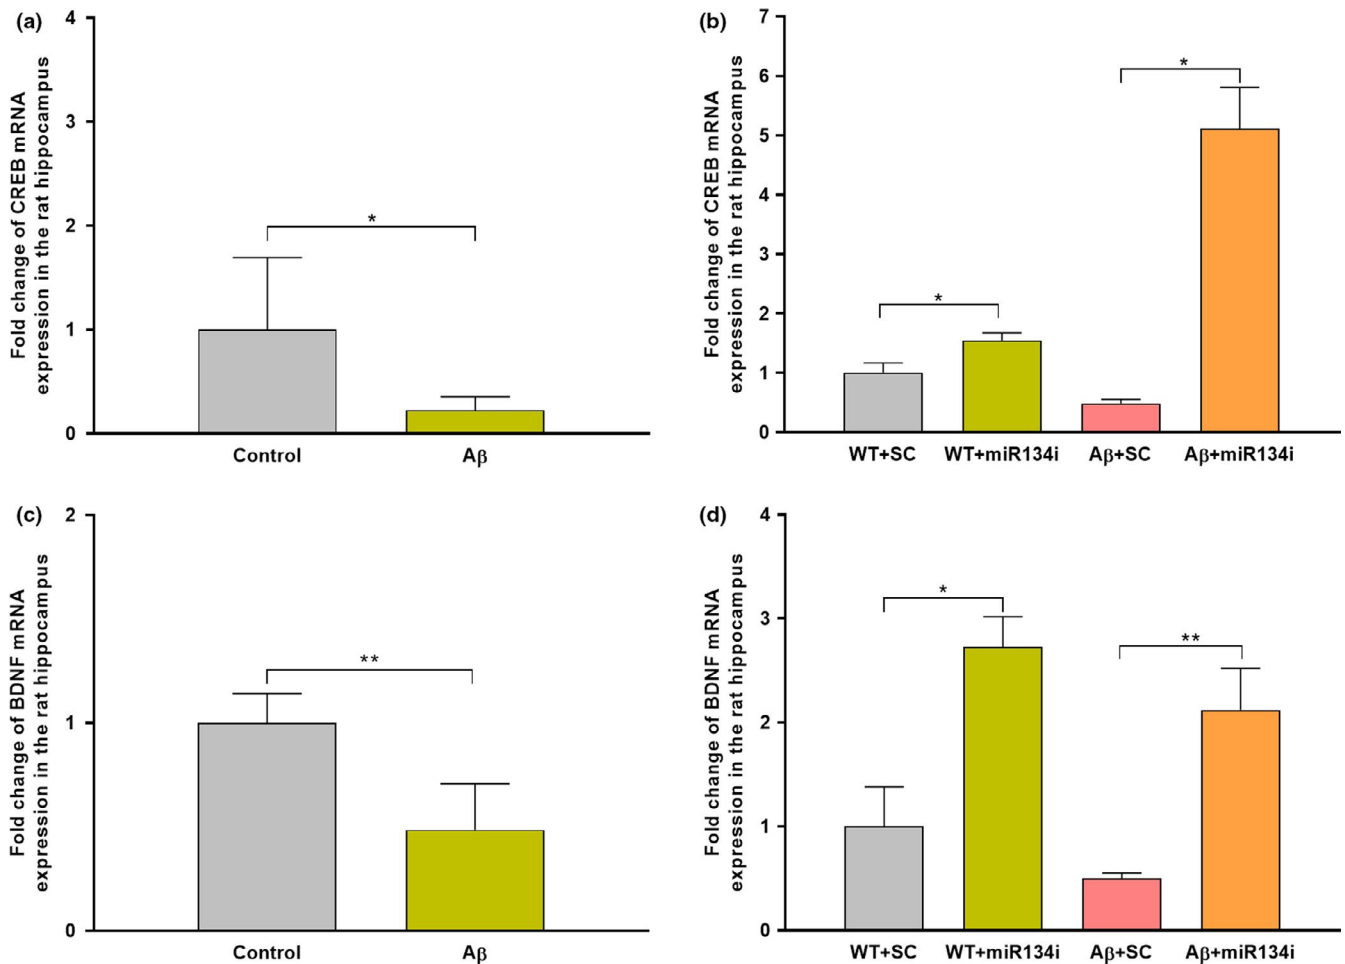 (a)
Fold change of CREB mRNA
expression in the rat hippocampus
4
3
2
1
0
*
Control
Aβ
(b)
Fold change of CREB mRNA
expression in the rat hippocampus
7
6
5
4
3
2
1
0
*
*
WT+SC
WT+miR134i
Aβ+SC
Aβ+miR134i
(c)
Fold change of BDNF mRNA
expression in the rat hippocampus
2
1
0
**
Control
Aβ
(d)
Fold change of BDNF mRNA
expression in the rat hippocampus
4
3
2
1
0
*
**
WT+SC
WT+miR134i
Aβ+SC
Aβ+miR134i